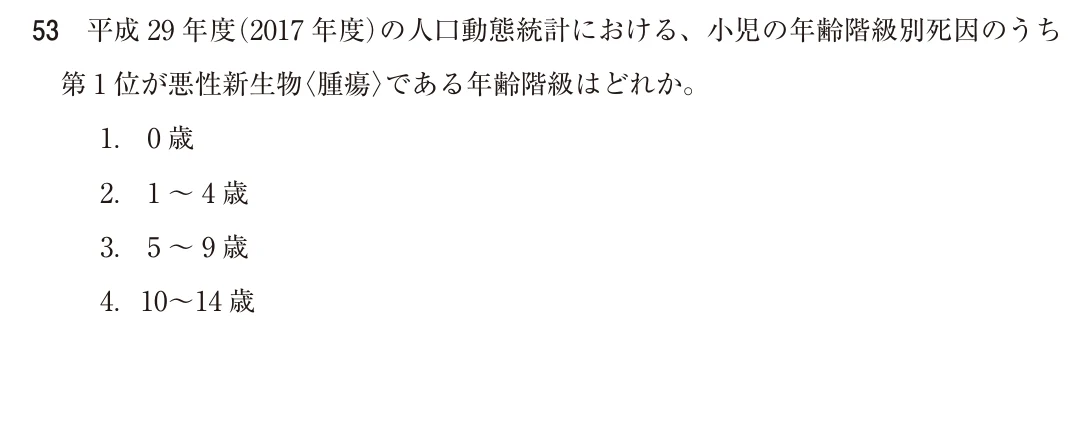 53 平成 29 年度(2017 年度)の人口動態統計における、小児の年齢階級別死因のうち
第 1 位が悪性新生物〈腫瘍〉である年齢階級はどれか。
1. 0 歳
2. 1 〜 4 歳
3. 5 〜 9 歳
4. 10〜14 歳